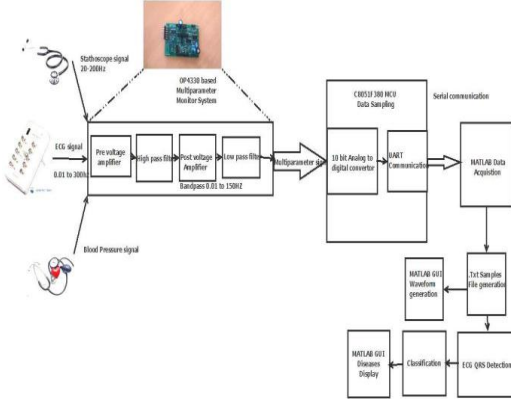 Stathoscope signal
20-200Hz
OP4330 based
Multiparameter
Monitor System
ECG signal
0.01 to 300hz
Pre voltage
amplifier
High pass filter
Post voltage
Amplifier
Low pass filter
Bandpass 0.01 to 150HZ
Blood Pressure signal
Multiparameter sig
C8051F380 MCU
Data Sampling
10 bit Analog to
digital convertor
UART
Communication
Serial communication
MATLAB Data
Acquistion
.Txt Samples
File generation
MATLAB GUI
Waveform
generation
ECG QRS Detection
Classification
MATLAB GUI
Diseases
Display